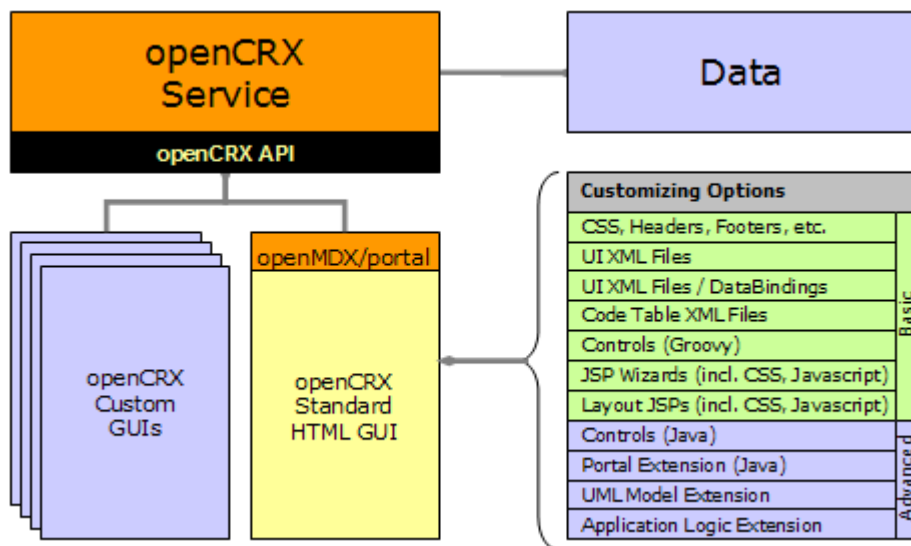 openCRX
Service
openCRX API
Data
openMDX/portal
openCRX
Custom
GUIs
openCRX
Standard
HTML GUI
Customizing Options
CSS, Headers, Footers, etc.
UI XML Files
UI XML Files / DataBindings
Code Table XML Files
Controls (Groovy)
JSP Wizards (incl. CSS, Javascript)
Layout JSPs (incl. CSS, Javascript)
Basic
Controls (Java)
Portal Extension (Java)
UML Model Extension
Application Logic Extension
Advanced